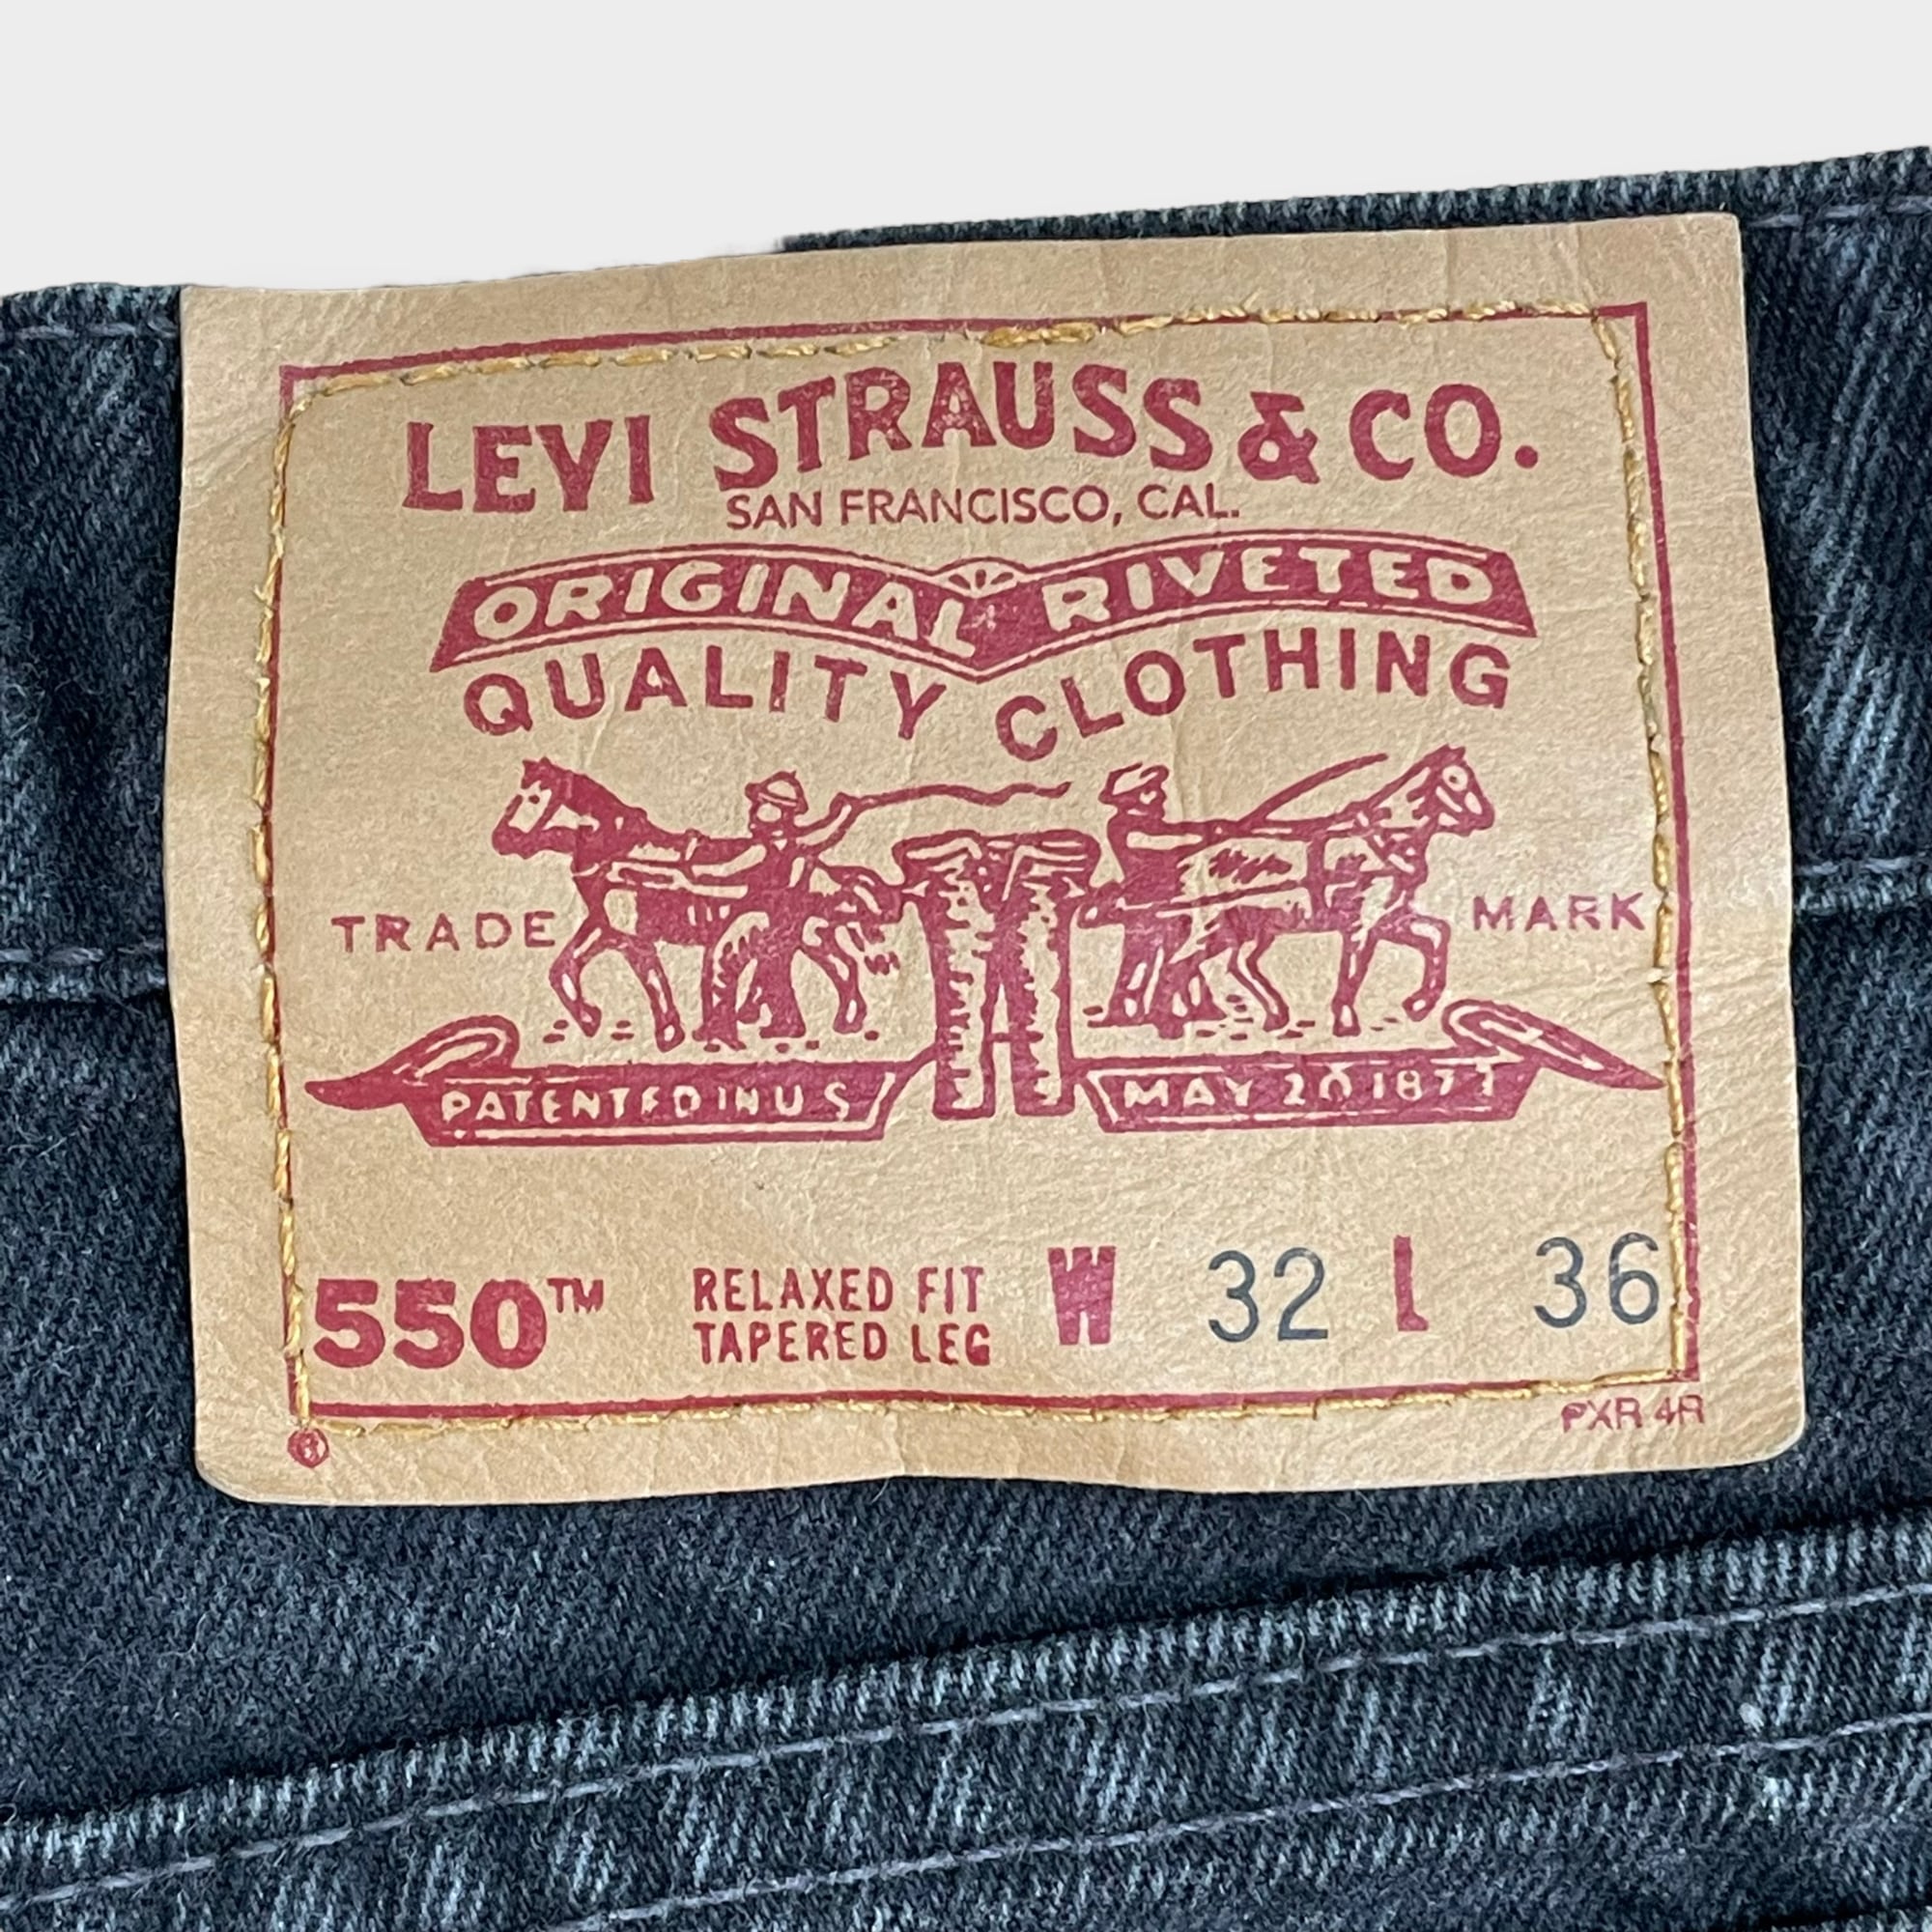 LEVI STRAUSS & CO.
SAN FRANCISCO, CAL.
ORIGINAL RIVETED
QUALITY CLOTHING
TRADE MARK
PATENTED IN U S MAY 20 1873
550™ RELAXED FIT W 32 L 36
TAPERED LEG
® PXR 4R